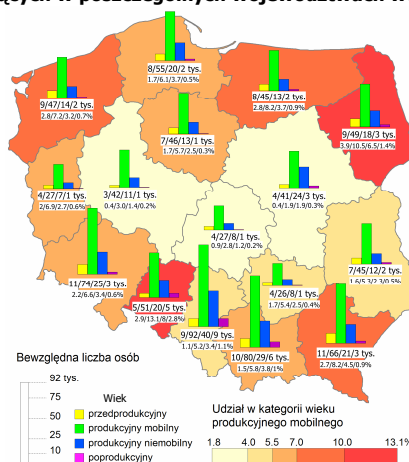 ących w poszczególnych województwach w
8/55/20/2 tys.
1.7/6.1/3.7/0.5%
9/47/14/2 tys.
2.8/7.2/3.2/0.7%
8/45/13/2 tys.
2.8/8.2/3.7/0.9%
9/49/18/3 tys.
3.9/10.5/6.5/1.4%
7/46/13/1 tys.
1.7/5.7/2.5/0.3%
4/27/7/1 tys.
2/6.9/2.7/0.6%
3/42/11/1 tys.
0.4/3.0/1.4/0.2%
4/41/24/3 tys.
0.4/1.9/1.9/0.3%
4/27/8/1 tys.
0.9/2.8/1.2/0.2%
11/74/25/3 tys.
2.2/6.6/3.4/0.6%
7/45/12/2 tys.
1.6/5.3/2.3/0.5%
5/51/20/5 tys.
2.9/13.1/8/2.8%
4/26/8/1 tys.
1.7/5.4/2.5/0.4%
9/92/40/9 tys.
1.1/5.2/3.4/1.1%
10/80/29/6 tys.
1.5/5.8/3.8/1%
11/66/21/3 tys.
2.7/8.2/4.5/0.9%
Bewzględna liczba osób
92 tys.
75
50
25
10
Wiek
przedprodukcyjny
produkcyjny mobilny
produkcyjny niemobilny
poprodukcyjny
Udział w kategorii wieku
produkcyjnego mobilnego
1.8 4.0 5.5 7.0 10.0 13.1%